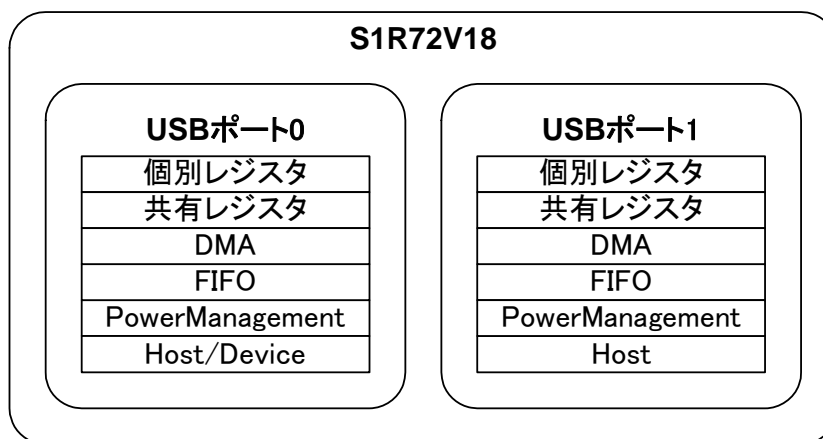 S1R72V18
USBポート0
個別レジスタ
共有レジスタ
DMA
FIFO
PowerManagement
Host/Device
USBポート1
個別レジスタ
共有レジスタ
DMA
FIFO
PowerManagement
Host